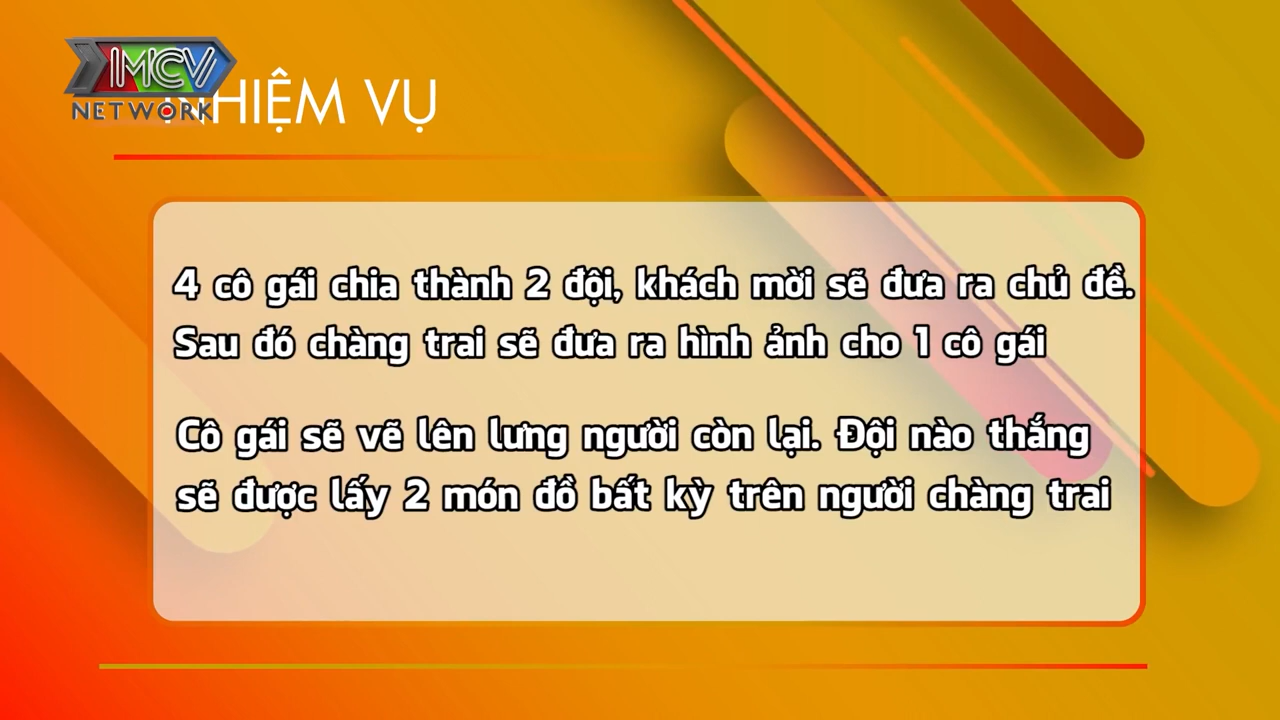 MCV
NETWORK
NHIỆM VỤ
4 cô gái chia thành 2 đội, khách mời sẽ đưa ra chủ đề.
Sau đó chàng trai sẽ đưa ra hình ảnh cho 1 cô gái
Cô gái sẽ vẽ lên lưng người còn lại. Đội nào thắng
sẽ được lấy 2 món đồ bất kỳ trên người chàng trai